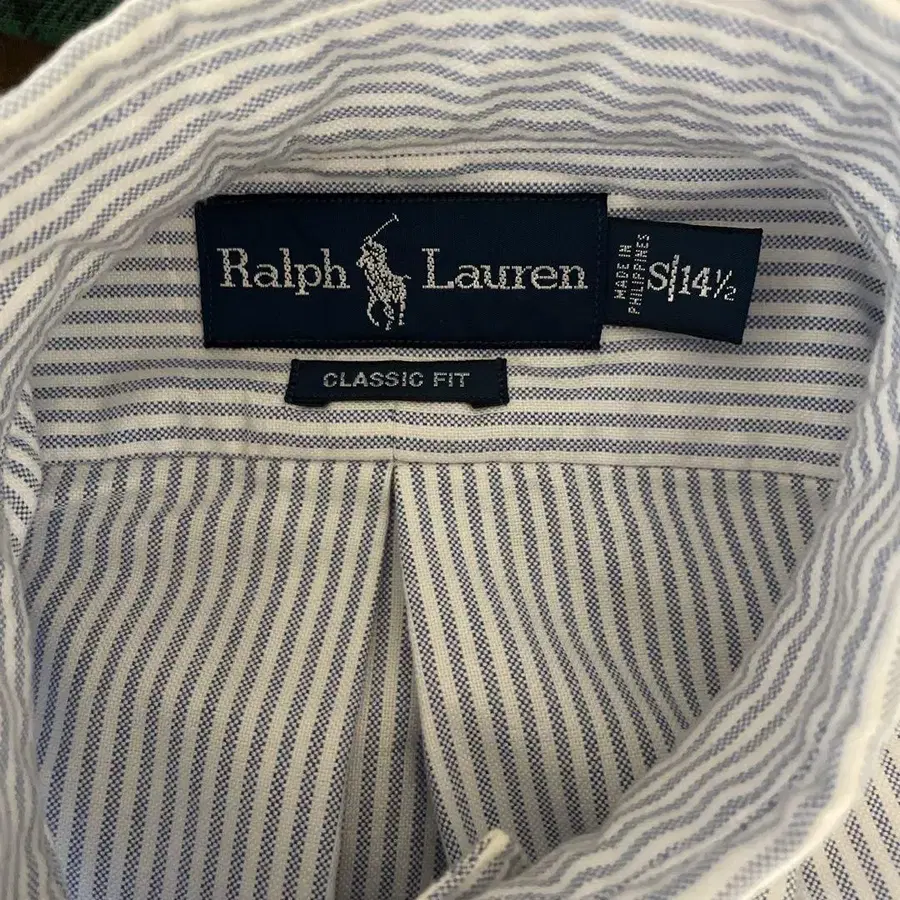 Ralph Lauren
MADE IN
PHILIPPINES
S/14½
CLASSIC FIT